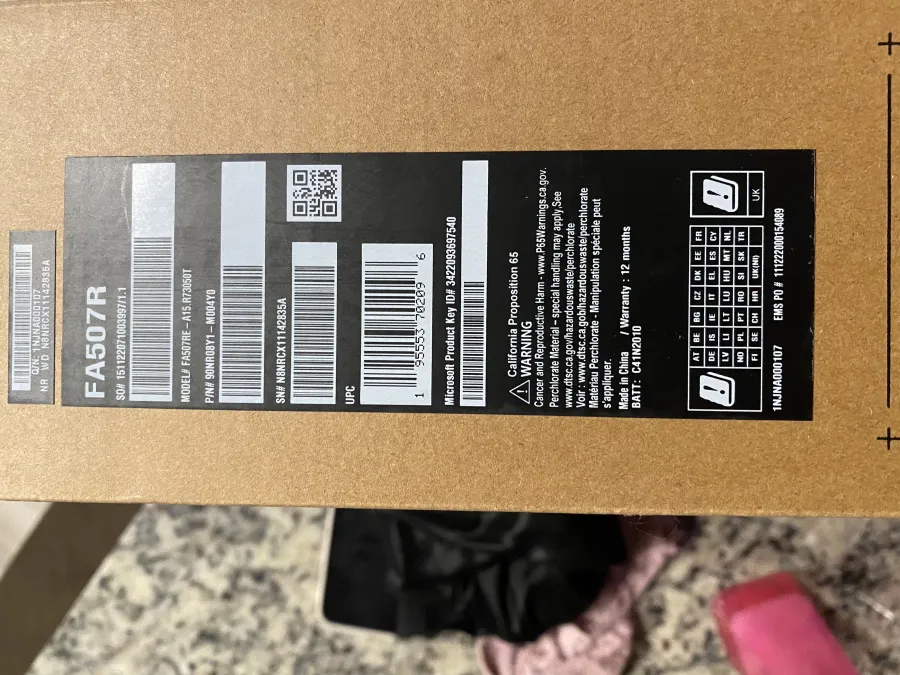 Q/N: 1NJNA0001107
NR W D N8NRCX11142835A
FA507R
SO# 151122071003997/1.1
MODEL# FA507RE-A15.R73050T
P/N# 90NR08Y1-M004Y0
SN# N8NRCX11142835A
UPC
1 95553 70209 6
Microsoft Product Key ID# 3422093697540
California Proposition 65
WARNING
Cancer and Reproductive Harm - www.P65Warnings.ca.gov.
Perchlorate Material - special handling may apply,See
www.dtsc.ca.gov/hazardouswaste/perchlorate
Voir : www.dtsc.ca.gob/hazardouswaste/perchlorate
Matériau Perchlorate - Manipulation spéciale peut
s'appliquer.
Made in China / Warranty : 12 months
BATT: C41N2010
AT BE BG CZ DK EE FR
DE IS IE IT EL ES CY
LV LI LT LU HU MT NL
NO PL PT RO SI SK TR
FI SE CH HR UK(NI)
UK
1NJNA0001107 EMS PO # 111222000154089